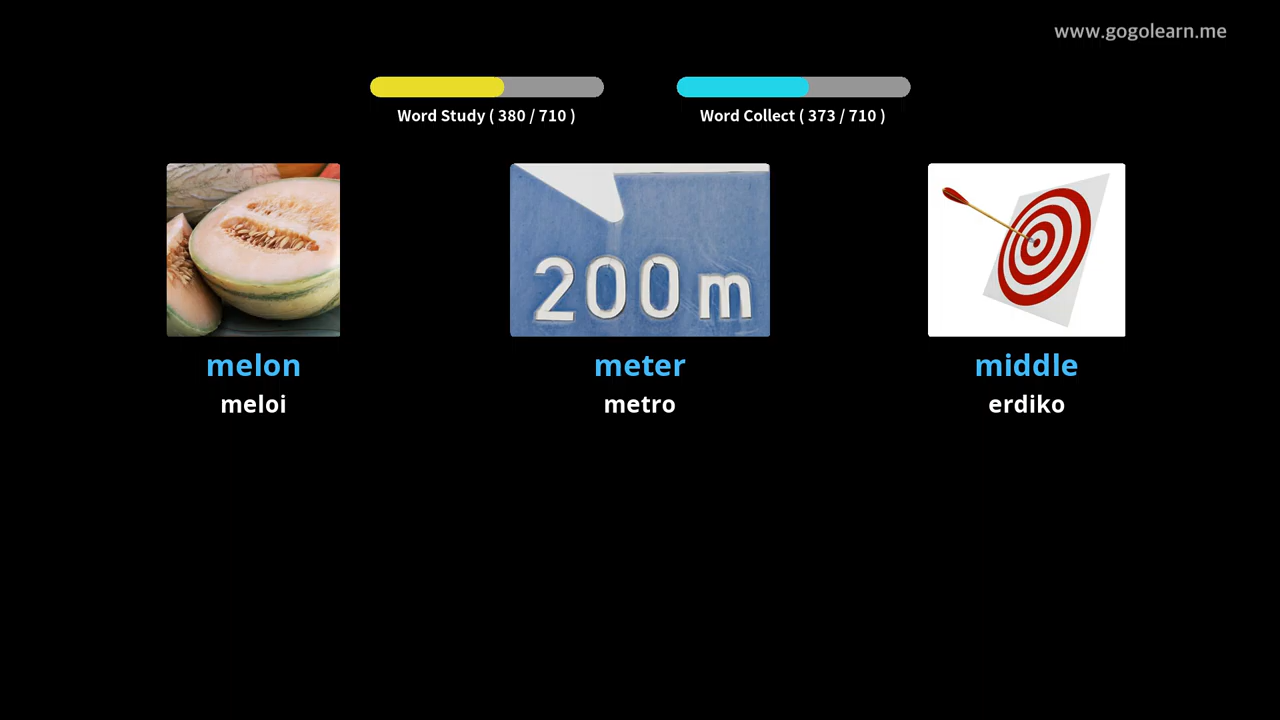 www.gogolearn.me
Word Study ( 380 / 710 )
Word Collect ( 373 / 710 )
200 m
melon
meter
middle
meloi
metro
erdiko